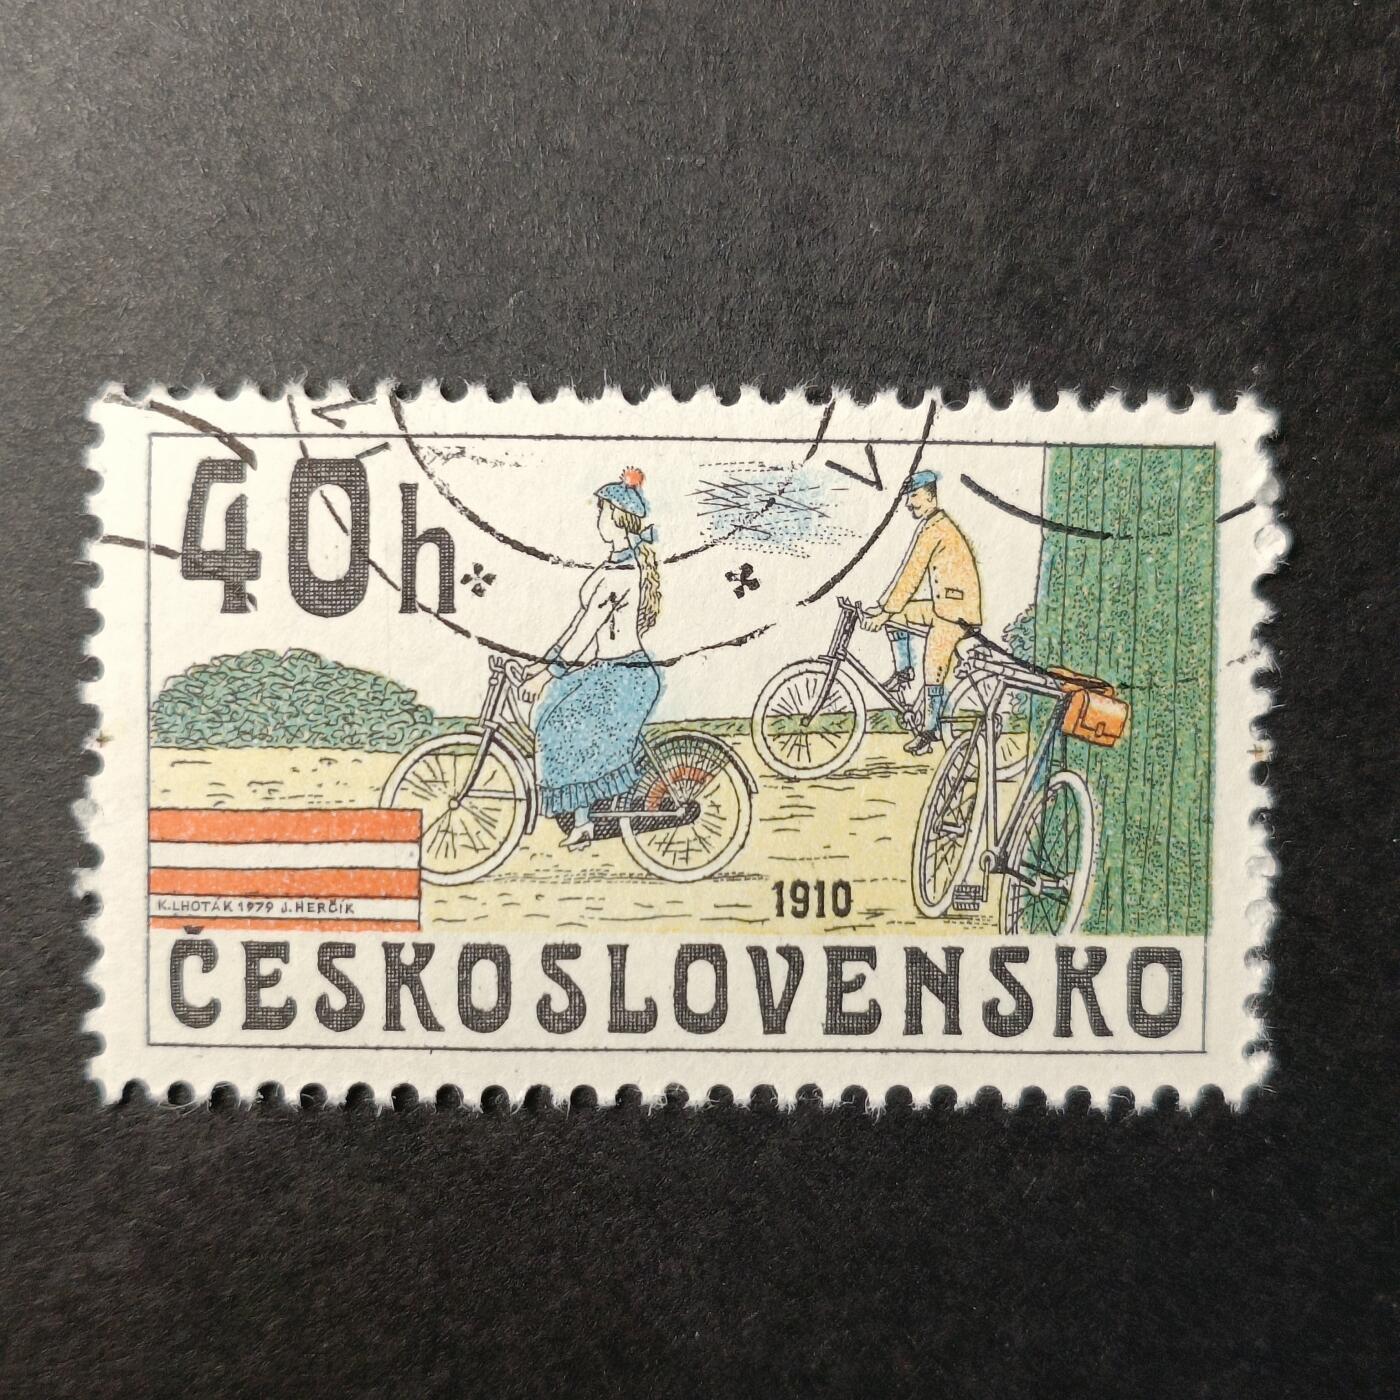 40h
1910
K.LHOTÁK 1979 J.HERČÍK
ČESKOSLOVENSKO